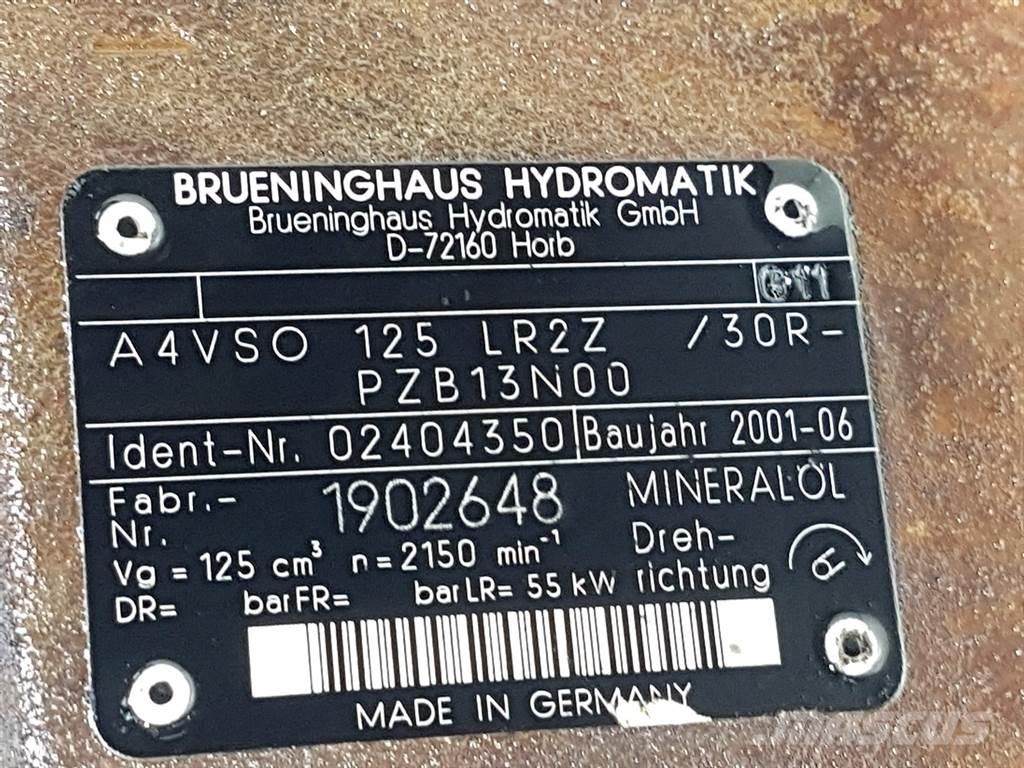 BRUENINGHAUS HYDROMATIK
Brueninghaus Hydromatik GmbH
D-72160 Horb
G11
A4VSO 125 LR2Z /30R-
PZB13N00
Ident-Nr. 02404350 Baujahr 2001-06
Fabr.-
Nr. 1902648 MINERALÖL
Vg = 125 cm³ n = 2150 min⁻¹ Dreh-
richtung R
DR= bar FR= bar LR= 55 kW
MADE IN GERMANY
MASCUS